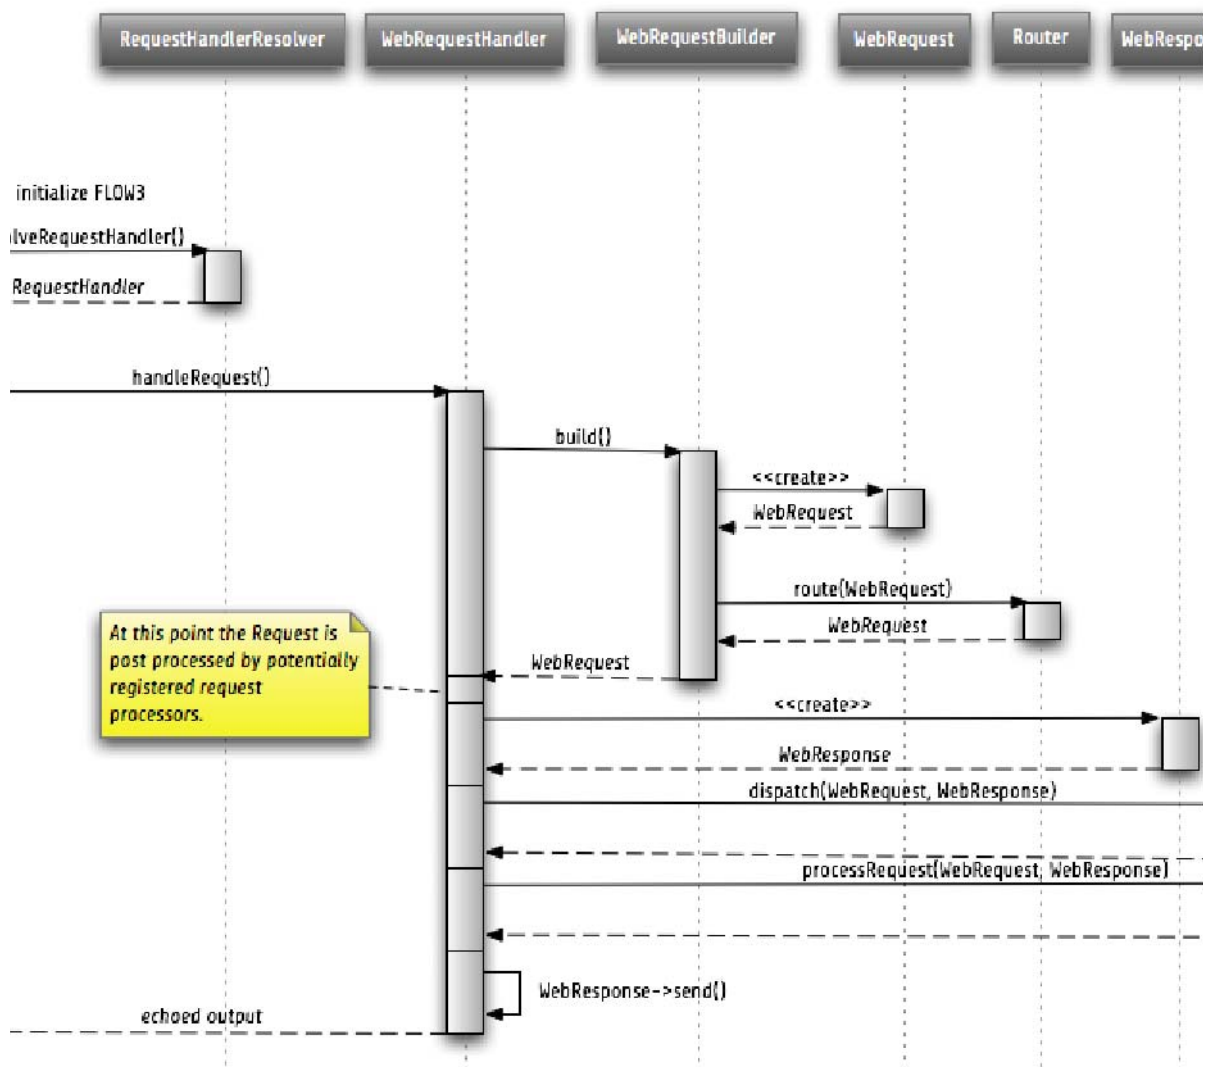 RequestHandlerResolver WebRequestHandler WebRequestBuilder WebRequest Router WebRespo
initialize FLOW3
lveRequestHandler()
RequestHandler
handleRequest()
build()
<<create>>
WebRequest
route(WebRequest)
WebRequest
At this point the Request is
post processed by potentially
registered request
processors.
WebRequest
<<create>>
WebResponse
dispatch(WebRequest, WebResponse)
processRequest(WebRequest, WebResponse)
WebResponse->send()
echoed output